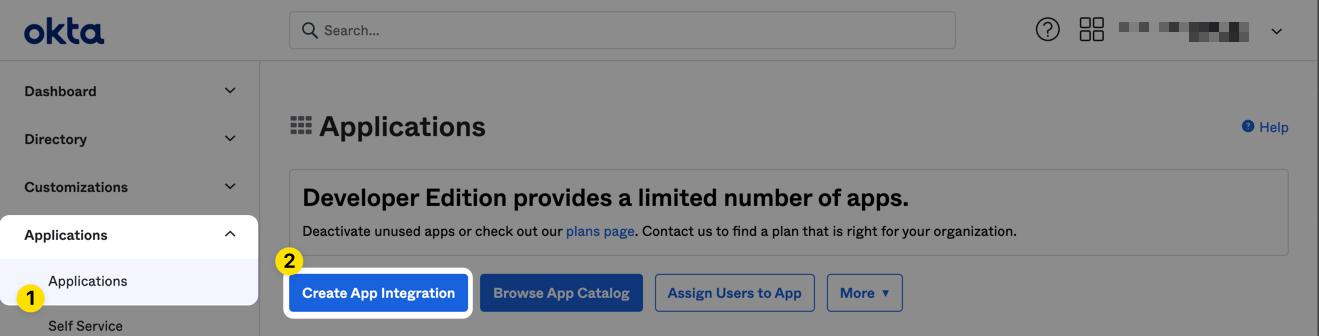 okta
Search...
Dashboard
Directory
Customizations
Applications
Applications
1
Self Service
Applications
Help
Developer Edition provides a limited number of apps.
Deactivate unused apps or check out our plans page. Contact us to find a plan that is right for your organization.
2
Create App Integration
Browse App Catalog
Assign Users to App
More